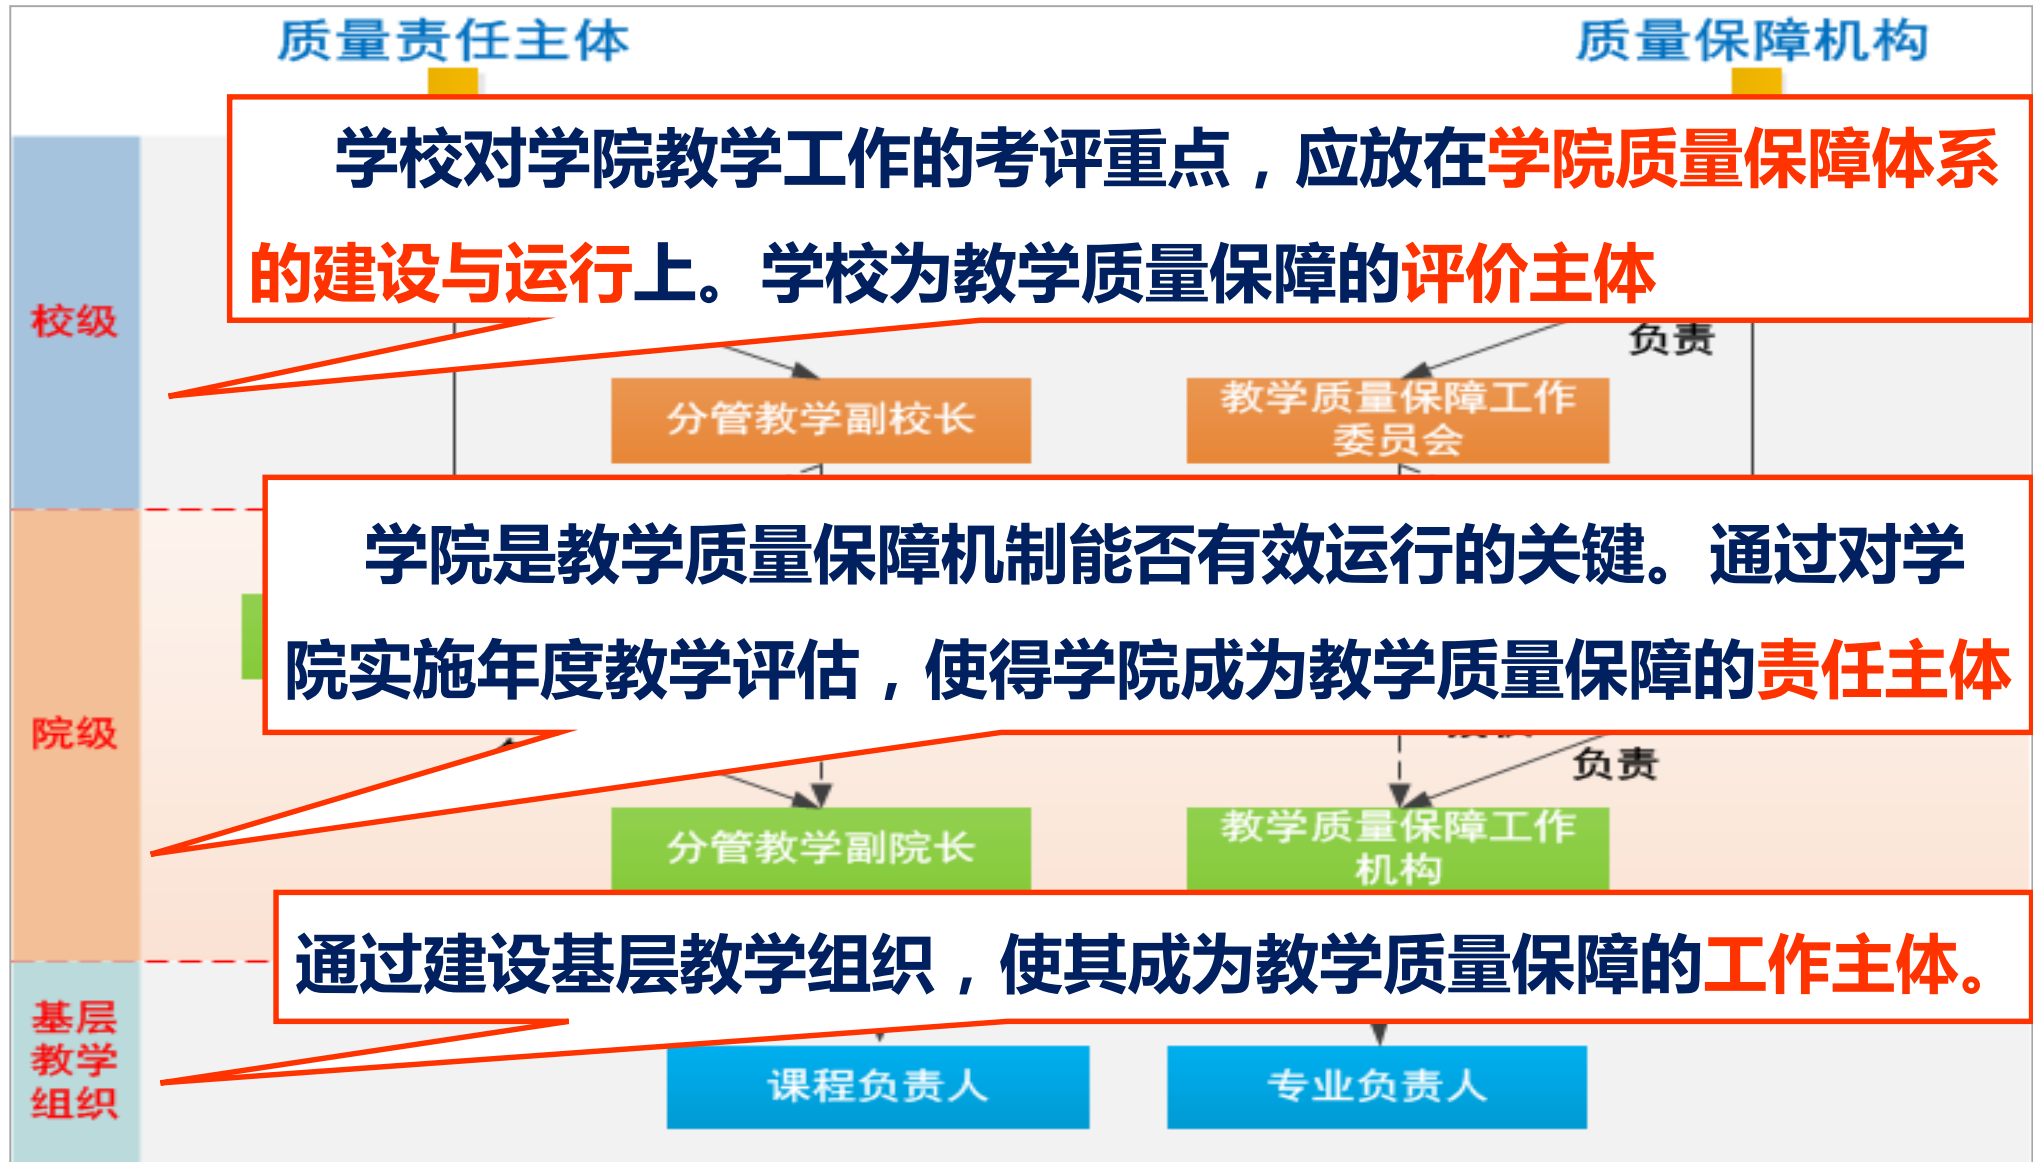 质量责任主体
质量保障机构
学校对学院教学工作的考评重点，应放在学院质量保障体系
的建设与运行上。学校为教学质量保障的评价主体
校级
负责
分管教学副校长
教学质量保障工作
委员会
学院是教学质量保障机制能否有效运行的关键。通过对学
院实施年度教学评估，使得学院成为教学质量保障的责任主体
院级
负责
分管教学副院长
教学质量保障工作
机构
通过建设基层教学组织，使其成为教学质量保障的工作主体。
基层
教学
组织
课程负责人
专业负责人